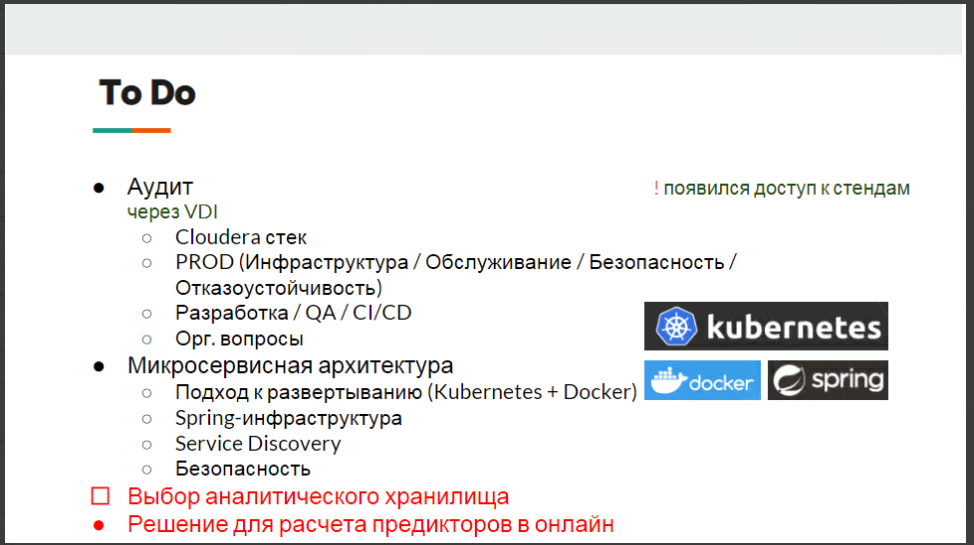 To Do
● Аудит ! появился доступ к стендам
через VDI
○ Cloudera стек
○ PROD (Инфраструктура / Обслуживание / Безопасность /
Отказоустойчивость)
○ Разработка / QA / CI/CD
○ Орг. вопросы
● Микросервисная архитектура
○ Подход к развертыванию (Kubernetes + Docker)
○ Spring-инфраструктура
○ Service Discovery
○ Безопасность
☐ Выбор аналитического хранилища
● Решение для расчета предикторов в онлайн
kubernetes
docker
spring